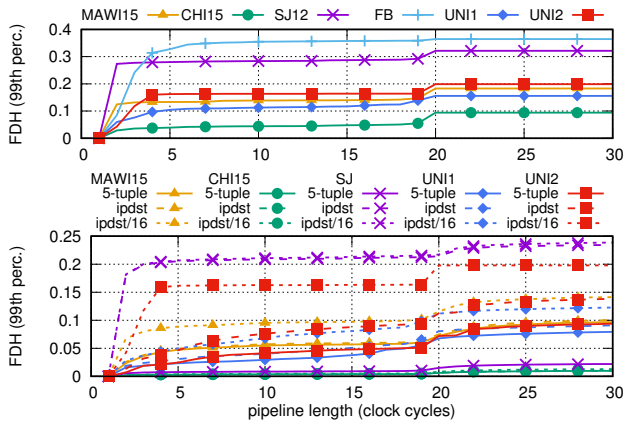 MAWI15 CHI15 SJ12 FB UNI1 UNI2
FDH (99th perc.)
0.4
0.3
0.2
0.1
0
0 5 10 15 20 25 30
MAWI15 CHI15 SJ UNI1 UNI2
5-tuple 5-tuple 5-tuple 5-tuple 5-tuple
ipdst ipdst ipdst ipdst ipdst
ipdst/16 ipdst/16 ipdst/16 ipdst/16 ipdst/16
FDH (99th perc.)
0.25
0.2
0.15
0.1
0.05
0
0 5 10 15 20 25 30
pipeline length (clock cycles)